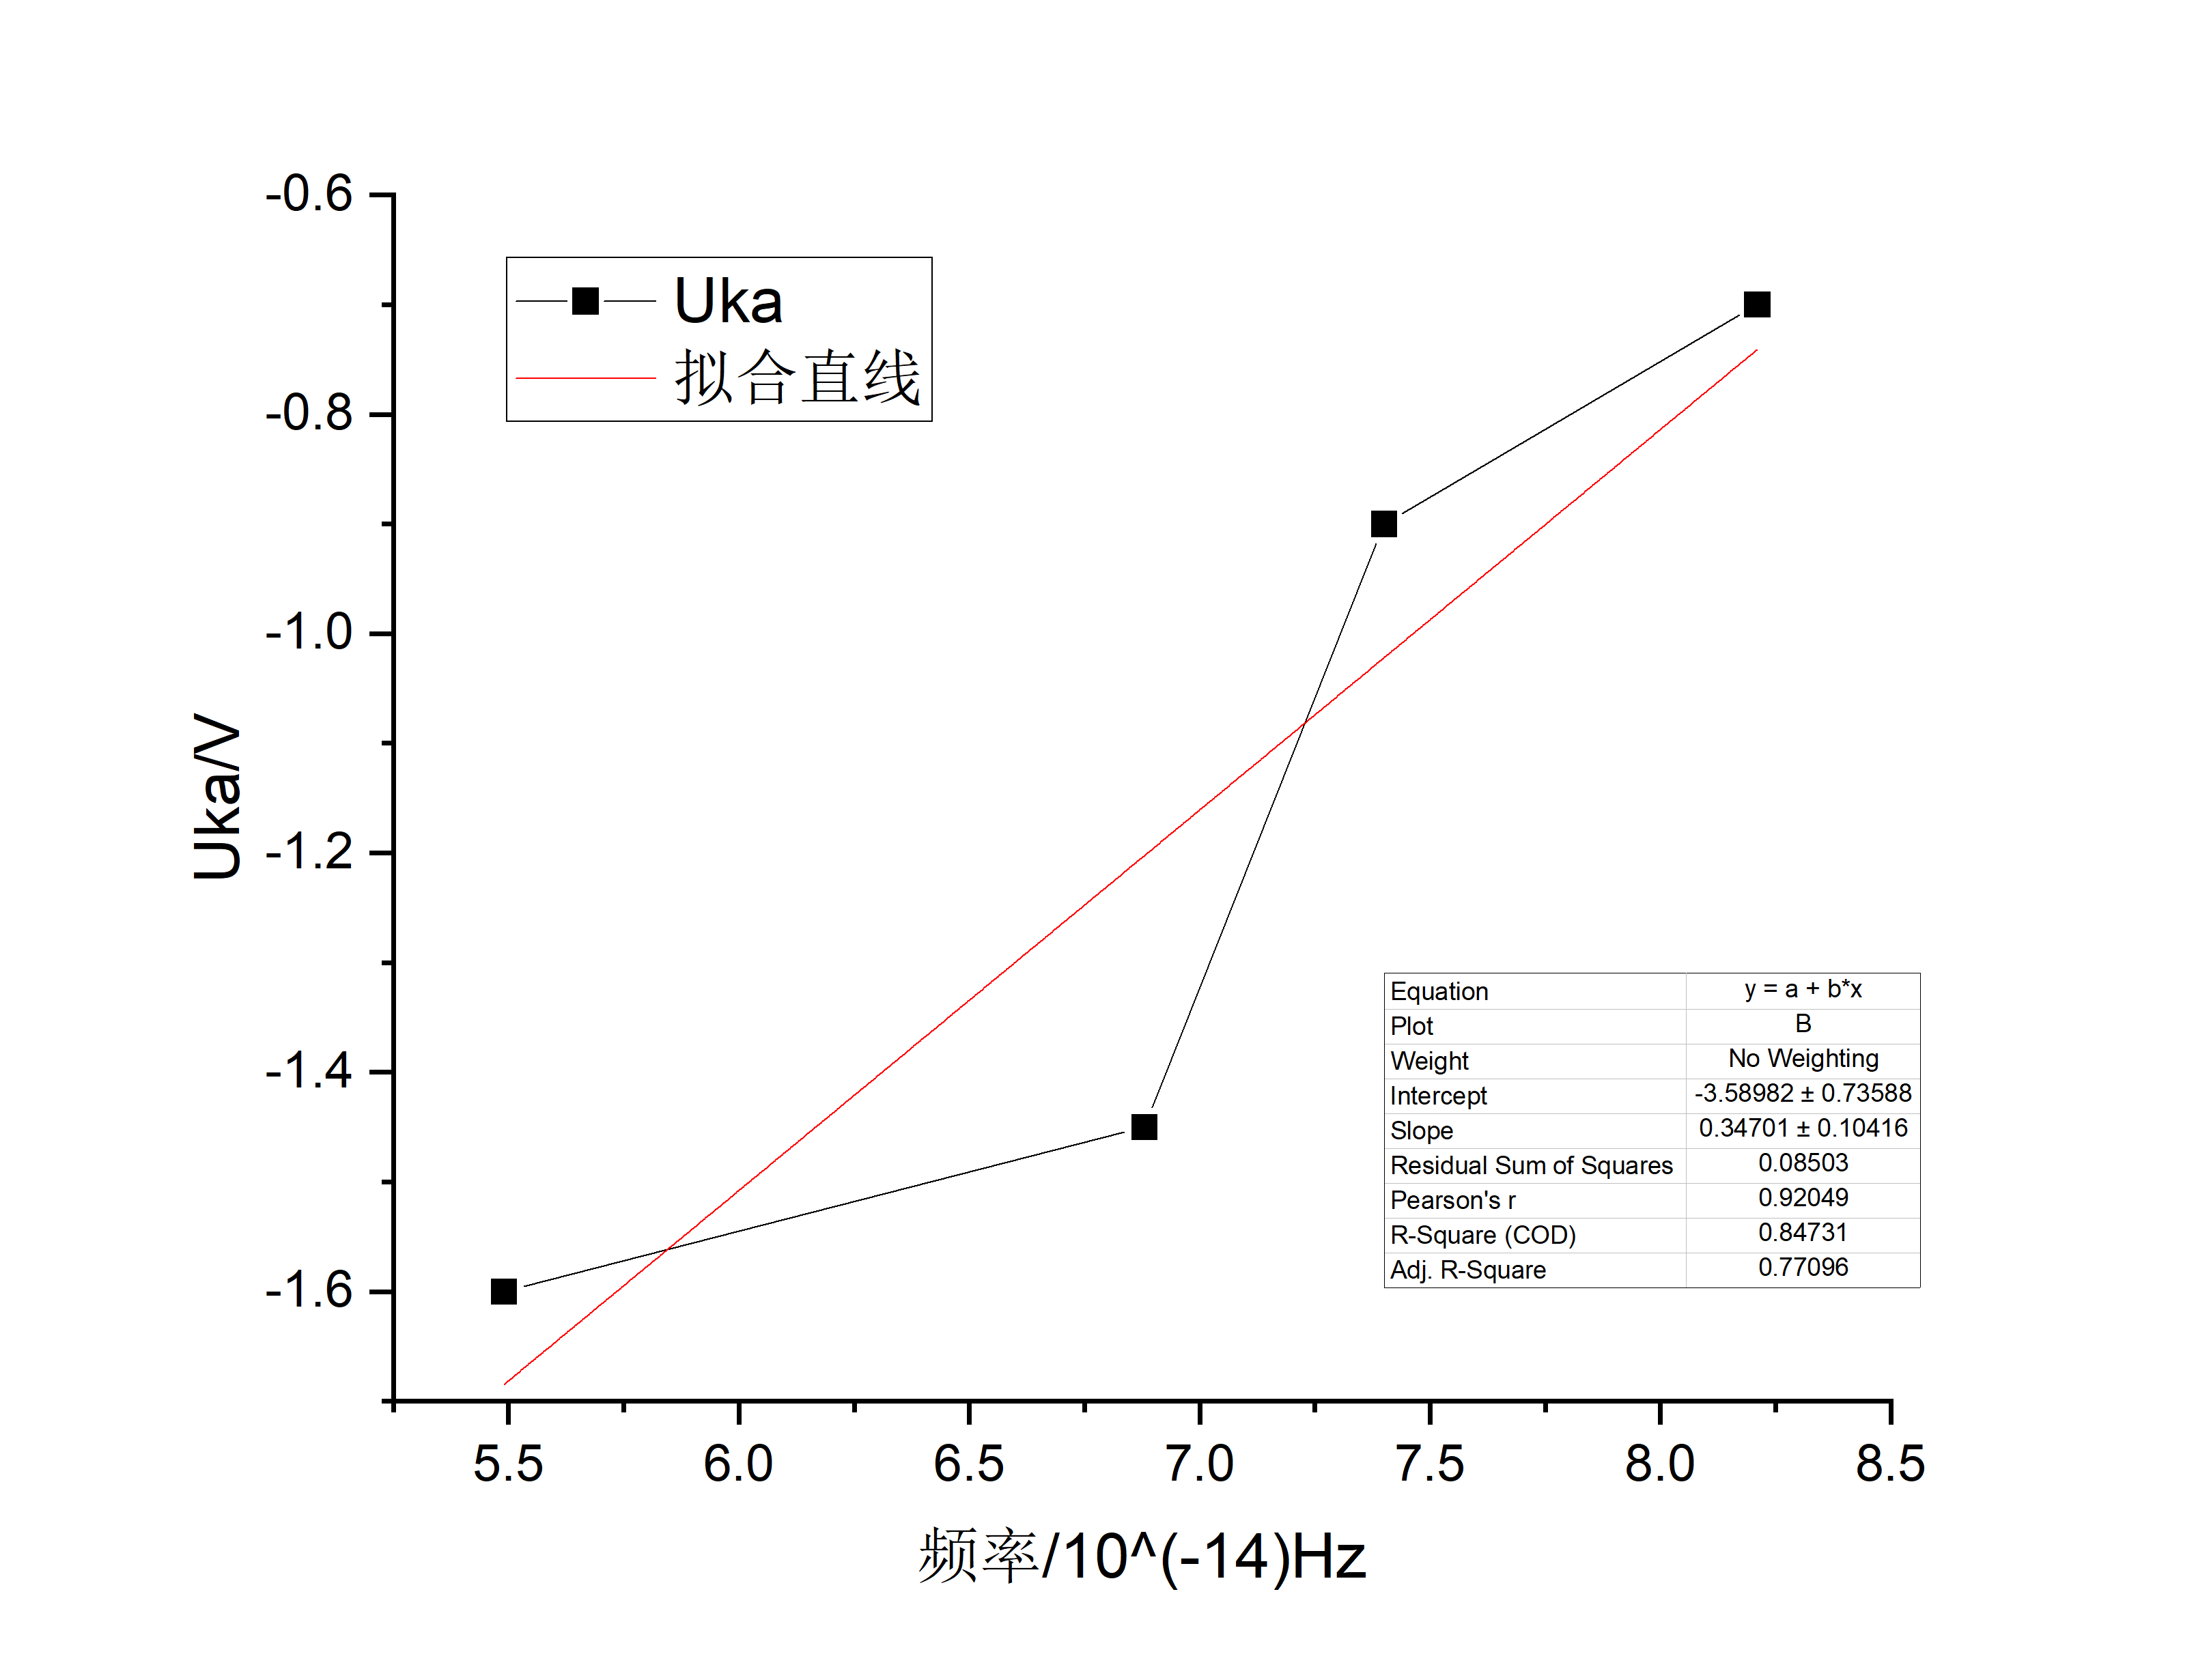 -0.6
-0.8
-1.0
-1.2
-1.4
-1.6
Uka/V
Uka
拟合直线
Equation y = a + b*x
Plot B
Weight No Weighting
Intercept -3.58982 ± 0.73588
Slope 0.34701 ± 0.10416
Residual Sum of Squares 0.08503
Pearson's r 0.92049
R-Square (COD) 0.84731
Adj. R-Square 0.77096
5.5 6.0 6.5 7.0 7.5 8.0 8.5
频率/10^(-14)Hz